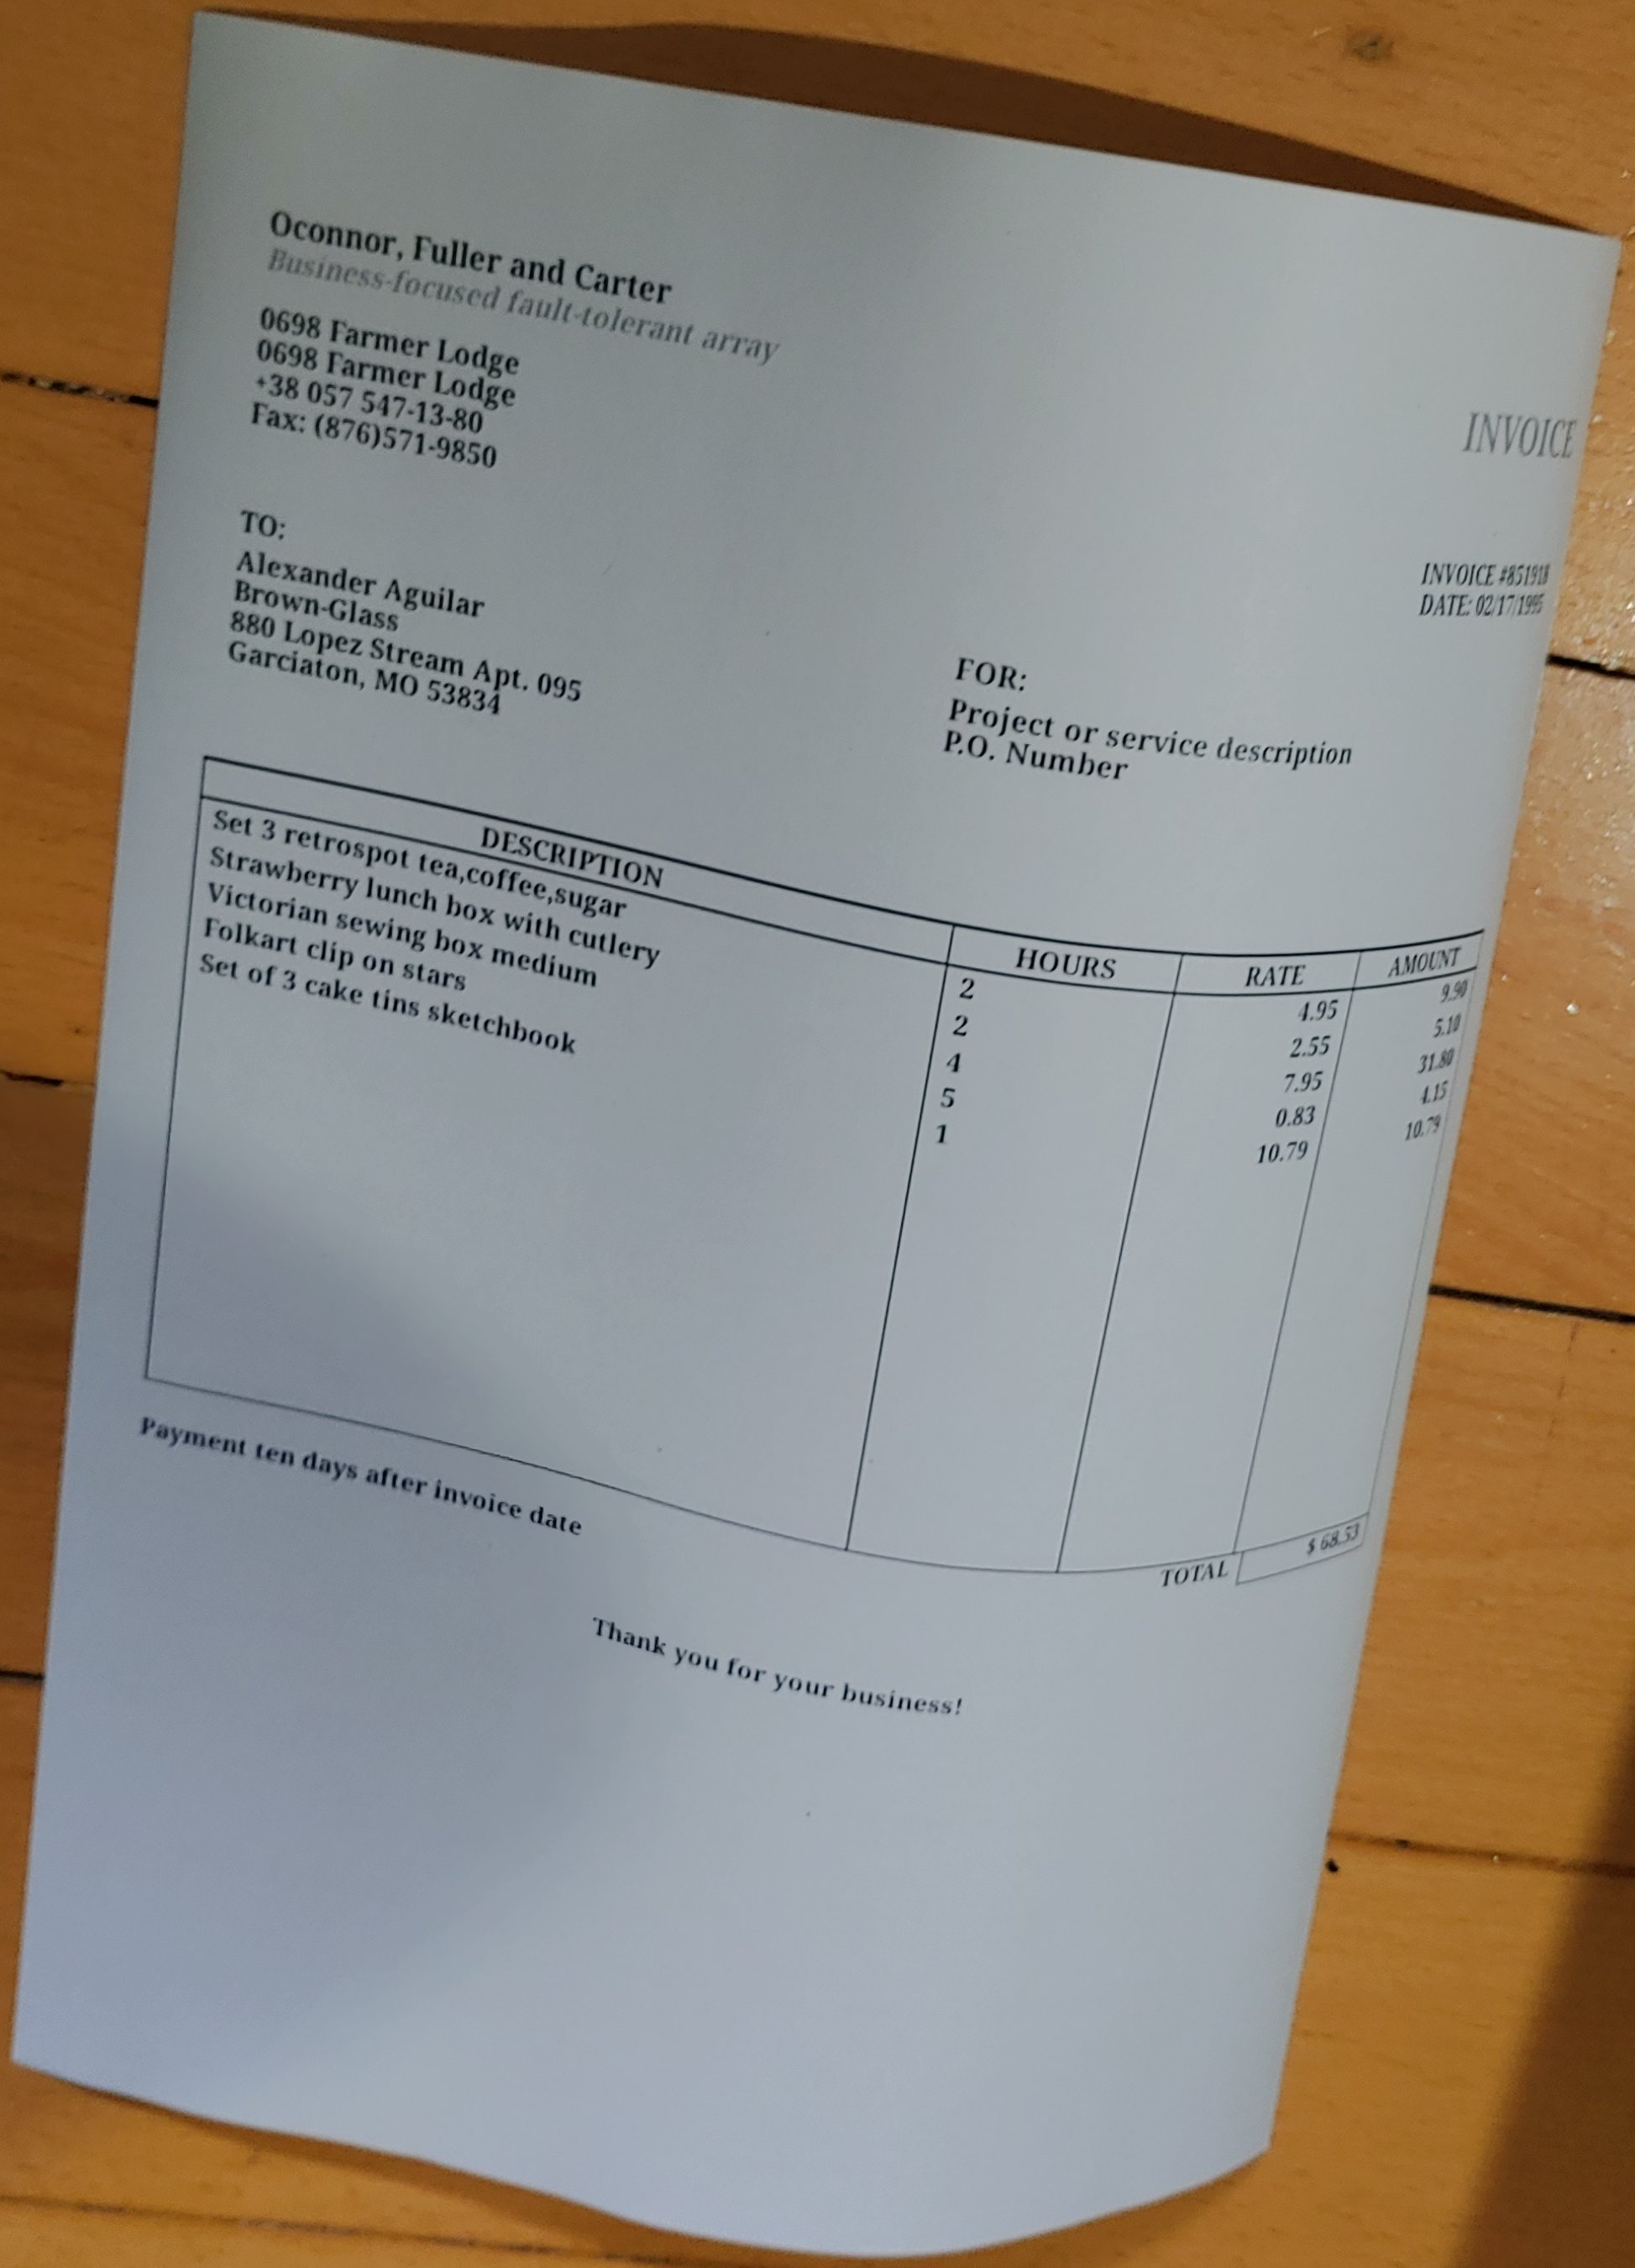 Oconnor, Fuller and Carter
Business-focused fault-tolerant array
0698 Farmer Lodge
0698 Farmer Lodge
+38 057 547-13-80
Fax: (876)571-9850
INVOICE
INVOICE #851918
DATE: 02/17/1995
TO:
Alexander Aguilar
Brown-Glass
880 Lopez Stream Apt. 095
Garciaton, MO 53834
FOR:
Project or service description
P.O. Number
DESCRIPTION HOURS RATE AMOUNT
Set 3 retrospot tea,coffee,sugar 2 4.95 9.90
Strawberry lunch box with cutlery 2 2.55 5.10
Victorian sewing box medium 4 7.95 31.80
Folkart clip on stars 5 0.83 4.15
Set of 3 cake tins sketchbook 1 10.79 10.79
TOTAL $ 68.53
Payment ten days after invoice date
Thank you for your business!